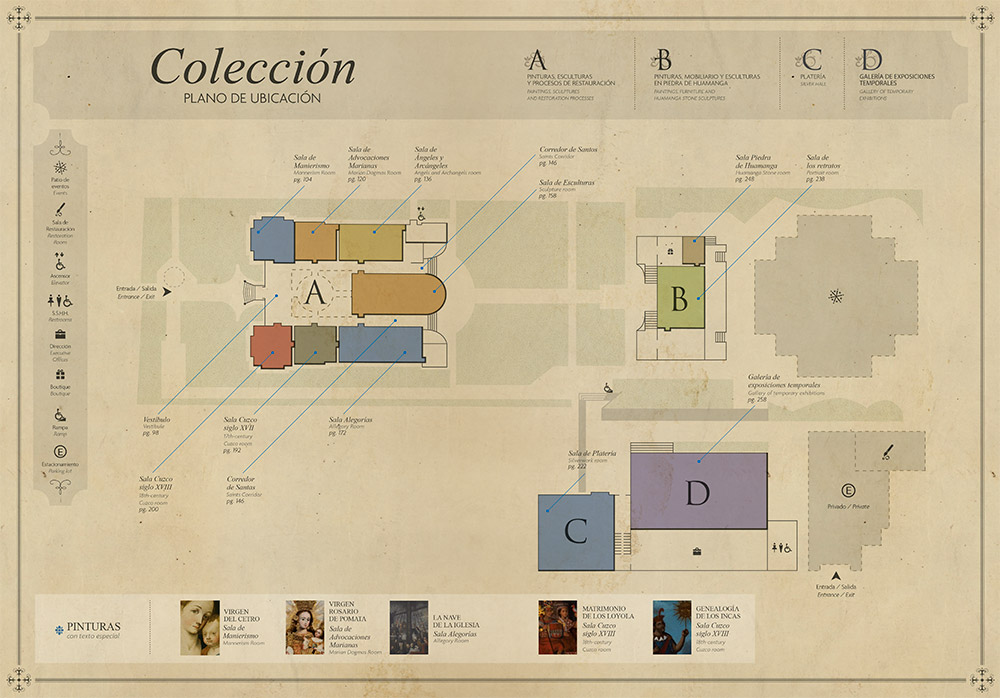 Colección
PLANO DE UBICACIÓN
A
PINTURAS, ESCULTURAS
Y PROCESOS DE RESTAURACIÓN
PAINTINGS, SCULPTURES
AND RESTORATION PROCESSES
B
PINTURAS, MOBILIARIO Y ESCULTURAS
EN PIEDRA DE HUAMANGA
PAINTINGS, FURNITURE AND
HUAMANGA STONE SCULPTURES
C
PLATERÍA
D
GALERÍA DE EXPOSICIONES
TEMPORALES
GALLERY OF TEMPORARY
EXHIBITIONS
Patio de
eventos
Events
Sala de
Restauración
Restoration
Room
Ascensor
Elevator
S.S.H.H.
Restrooms
Dirección
Executive
Offices
Boutique
Boutique
Rampa
Ramp
E
Estacionamiento
Parking lot
Sala de
Manierismo
Mannerism Room
pg. 104
Sala de
Advocaciones
Marianas
Marian Dogmas Room
pg. 120
Sala de
Ángeles y
Arcángeles
Angels and Archangels room
pg. 136
Corredor de Santos
Saints Corridor
pg. 146
Sala de Esculturas
Sculpture room
pg. 158
Sala Piedra
de Huamanga
Huamanga Stone room
pg. 248
Sala de
los retratos
Portrait room
pg. 238
Entrada / Salida
Entrance / Exit
A
B
Vestíbulo
Vestibule
pg. 98
Sala Cuzco
siglo XVII
17th-century
Cuzco room
pg. 192
Sala Alegorías
Allegory Room
pg. 172
Sala Cuzco
siglo XVIII
18th-century
Cuzco room
pg. 200
Corredor
de Santas
Saints Corridor
pg. 146
Galería de
exposiciones temporales
Gallery of temporary exhibitions
pg. 258
Sala de Platería
Silverwork room
pg. 222
C
D
E
Privado / Private
Entrada / Salida
Entrance / Exit
PINTURAS
con texto especial
VIRGEN
DEL CETRO
Sala de
Manierismo
Mannerism Room
VIRGEN
ROSARIO
DE POMATA
Sala de
Advocaciones
Marianas
Marian Dogmas Room
LA NAVE
DE LA IGLESIA
Sala Alegorías
Allegory Room
MATRIMONIO
DE LOS LOYOLA
Sala Cuzco
siglo XVIII
18th-century
Cuzco room
GENEALOGÍA
DE LOS INCAS
Sala Cuzco
siglo XVIII
18th-century
Cuzco room